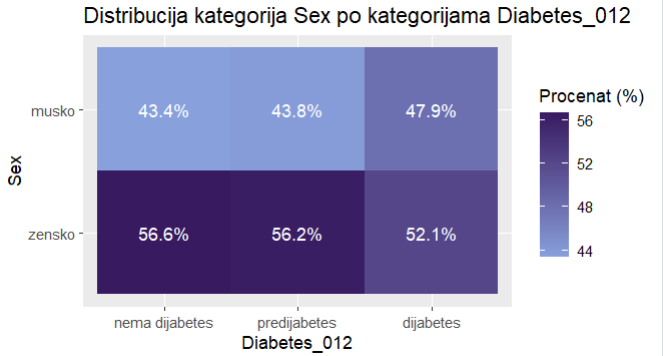 Distribucija kategorija Sex po kategorijama Diabetes_012
musko
43.4%
43.8%
47.9%
zensko
56.6%
56.2%
52.1%
Sex
nema dijabetes
predijabetes
dijabetes
Diabetes_012
Procenat (%)
56
52
48
44